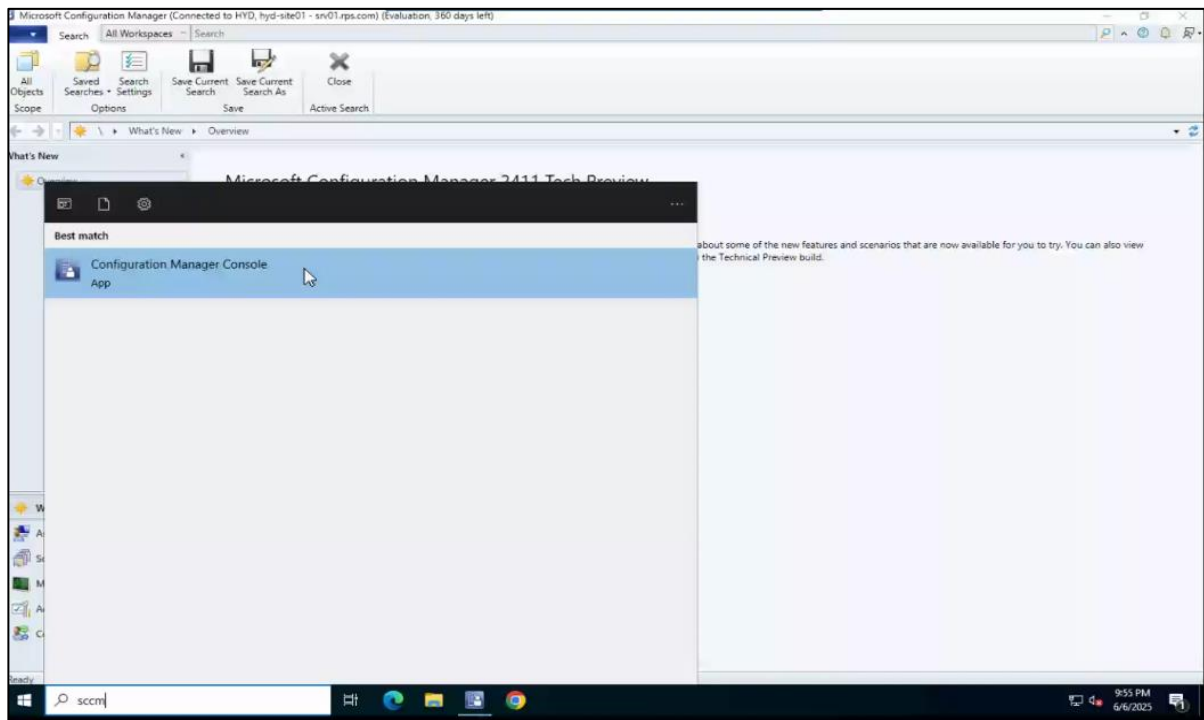 Microsoft Configuration Manager (Connected to HYD, hyd-site01 - srv01.rps.com) (Evaluation, 360 days left)
Search All Workspaces Search
All Objects
Saved Searches
Search Settings
Save Current Search
Save Current Search As
Close
Scope Options Save Active Search
\ What's New Overview
What's New
Overview
Microsoft Configuration Manager 2411 Tech Preview
Best match
Configuration Manager Console
App
about some of the new features and scenarios that are now available for you to try. You can also view
the Technical Preview build.
W
A
S
M
A
C
Ready
sccm
9:55 PM
6/6/2025